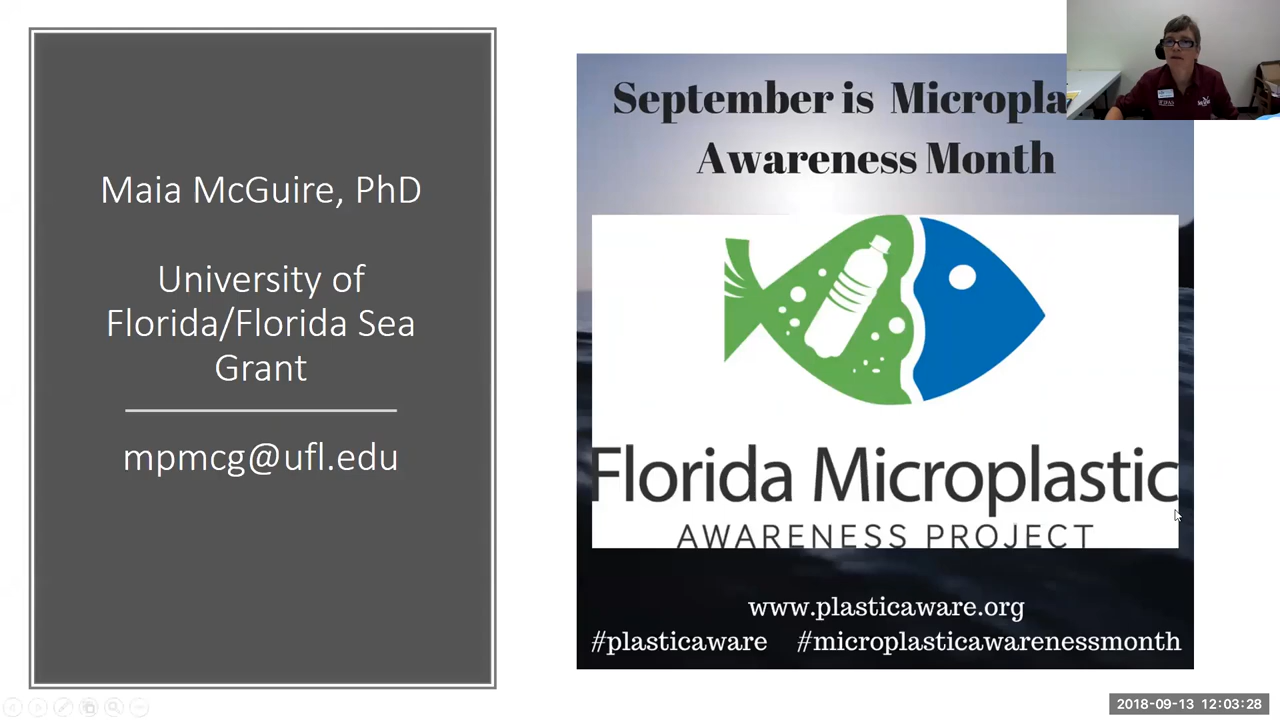 Maia McGuire, PhD
University of
Florida/Florida Sea
Grant
mpmcg@ufl.edu
September is Micropla
Awareness Month
Florida Microplastic
AWARENESS PROJECT
www.plasticaware.org
#plasticaware #microplasticawarenessmonth
2018-09-13 12:03:28